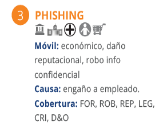 3 PHISHING
Móvil: económico, daño
reputacional, robo info
confidencial
Causa: engaño a empleado.
Cobertura: FOR, ROB, REP, LEG,
CRI, D&O